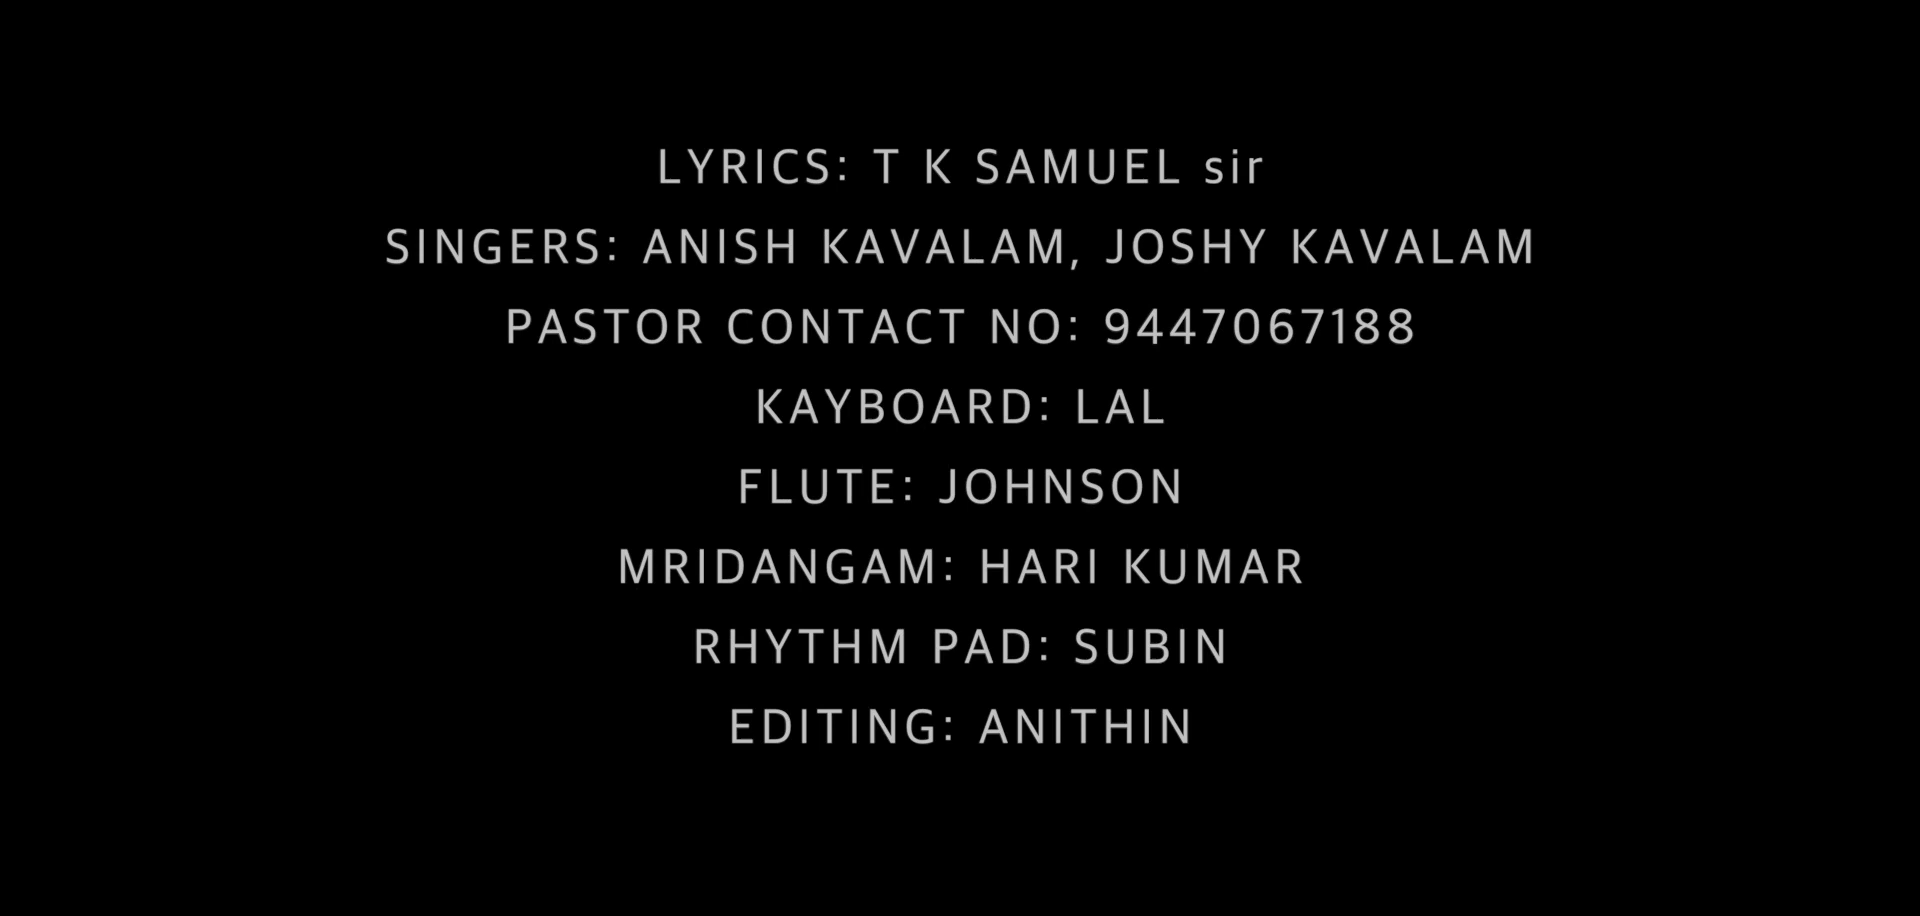 LYRICS: T K SAMUEL sir
SINGERS: ANISH KAVALAM, JOSHY KAVALAM
PASTOR CONTACT NO: 9447067188
KAYBOARD: LAL
FLUTE: JOHNSON
MRIDANGAM: HARI KUMAR
RHYTHM PAD: SUBIN
EDITING: ANITHIN